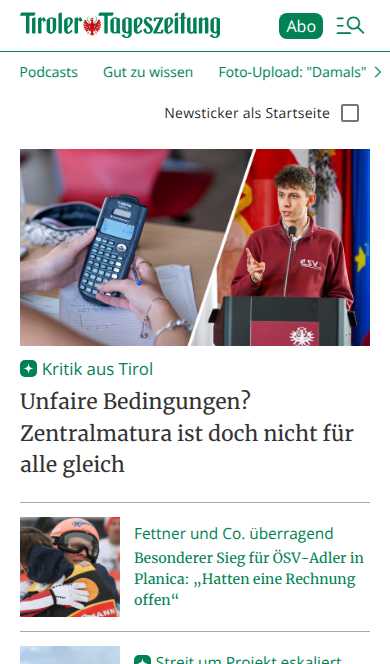 Tiroler Tageszeitung
Abo
Podcasts Gut zu wissen Foto-Upload: "Damals"
Newsticker als Startseite
Kritik aus Tirol
Unfaire Bedingungen?
Zentralmatura ist doch nicht für
alle gleich
Fettner und Co. überragend
Besonderer Sieg für ÖSV-Adler in
Planica: „Hatten eine Rechnung
offen“
Streit um Projekt eskaliert